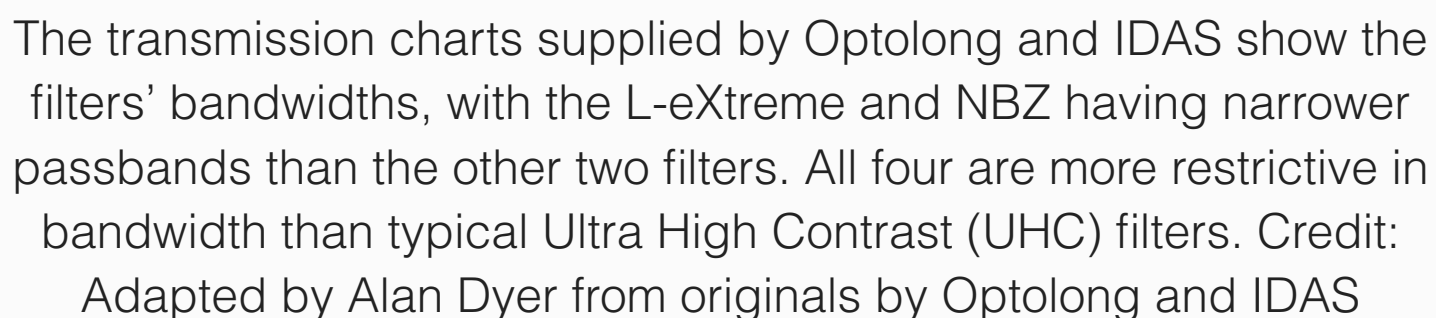 The transmission charts supplied by Optolong and IDAS show the
filters’ bandwidths, with the L-eXtreme and NBZ having narrower
passbands than the other two filters. All four are more restrictive in
bandwidth than typical Ultra High Contrast (UHC) filters. Credit:
Adapted by Alan Dyer from originals by Optolong and IDAS